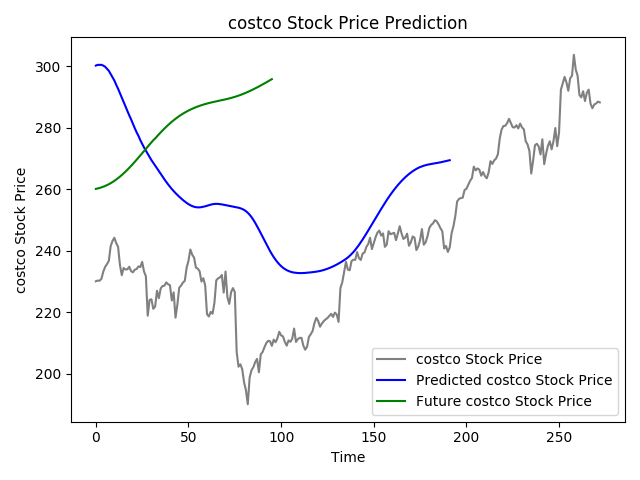 costco Stock Price Prediction
costco Stock Price
300
280
260
240
220
200
0
50
100
150
200
250
Time
costco Stock Price
Predicted costco Stock Price
Future costco Stock Price